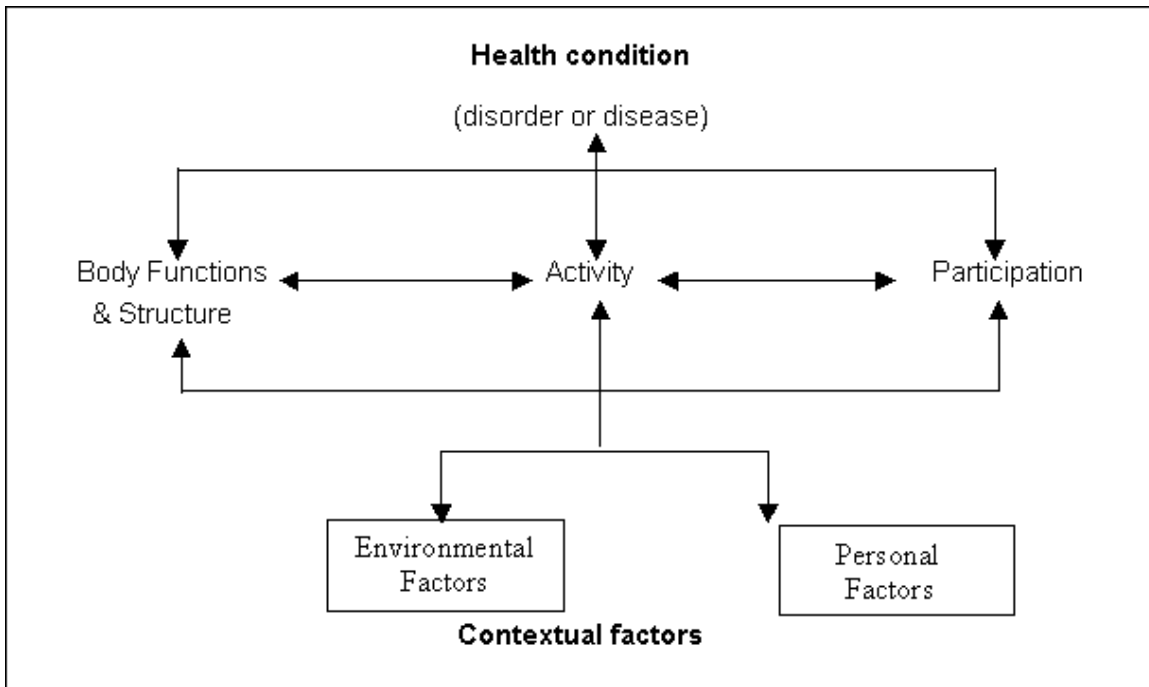 Health condition
(disorder or disease)
Body Functions
& Structure
Activity
Participation
Environmental
Factors
Personal
Factors
Contextual factors